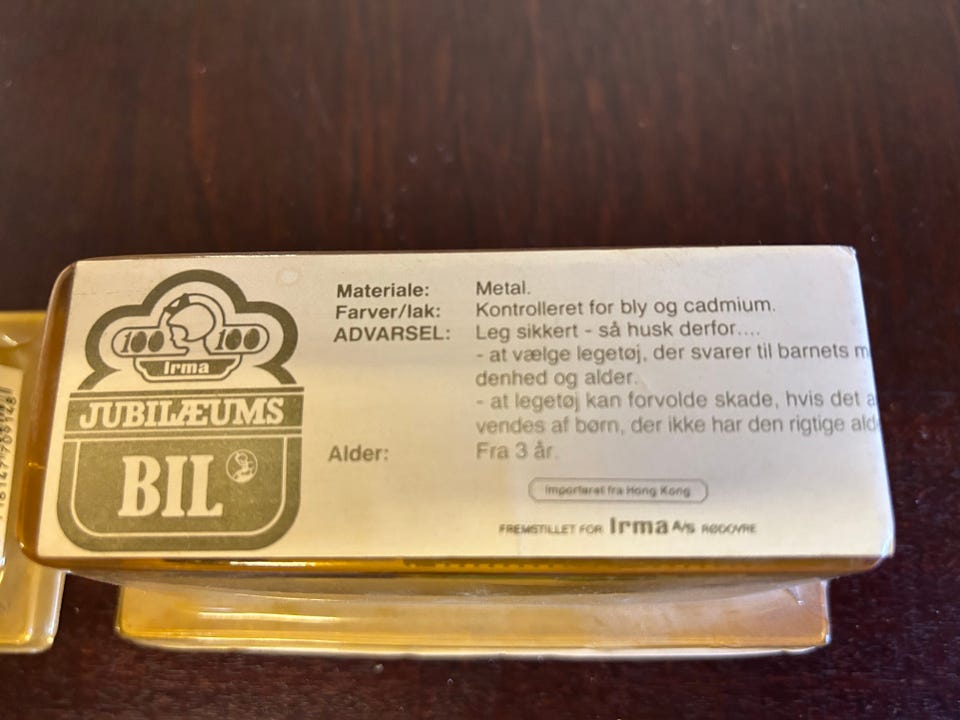 100 100
Irma
JUBILÆUMS
BIL
Materiale: Metal.
Farver/lak: Kontrolleret for bly og cadmium.
ADVARSEL: Leg sikkert - så husk derfor....
- at vælge legetøj, der svarer til barnets m
denhed og alder.
- at legetøj kan forvolde skade, hvis det a
vendes af børn, der ikke har den rigtige ald
Alder: Fra 3 år.
Importeret fra Hong Kong
FREMSTILLET FOR Irma A/S RØDOVRE